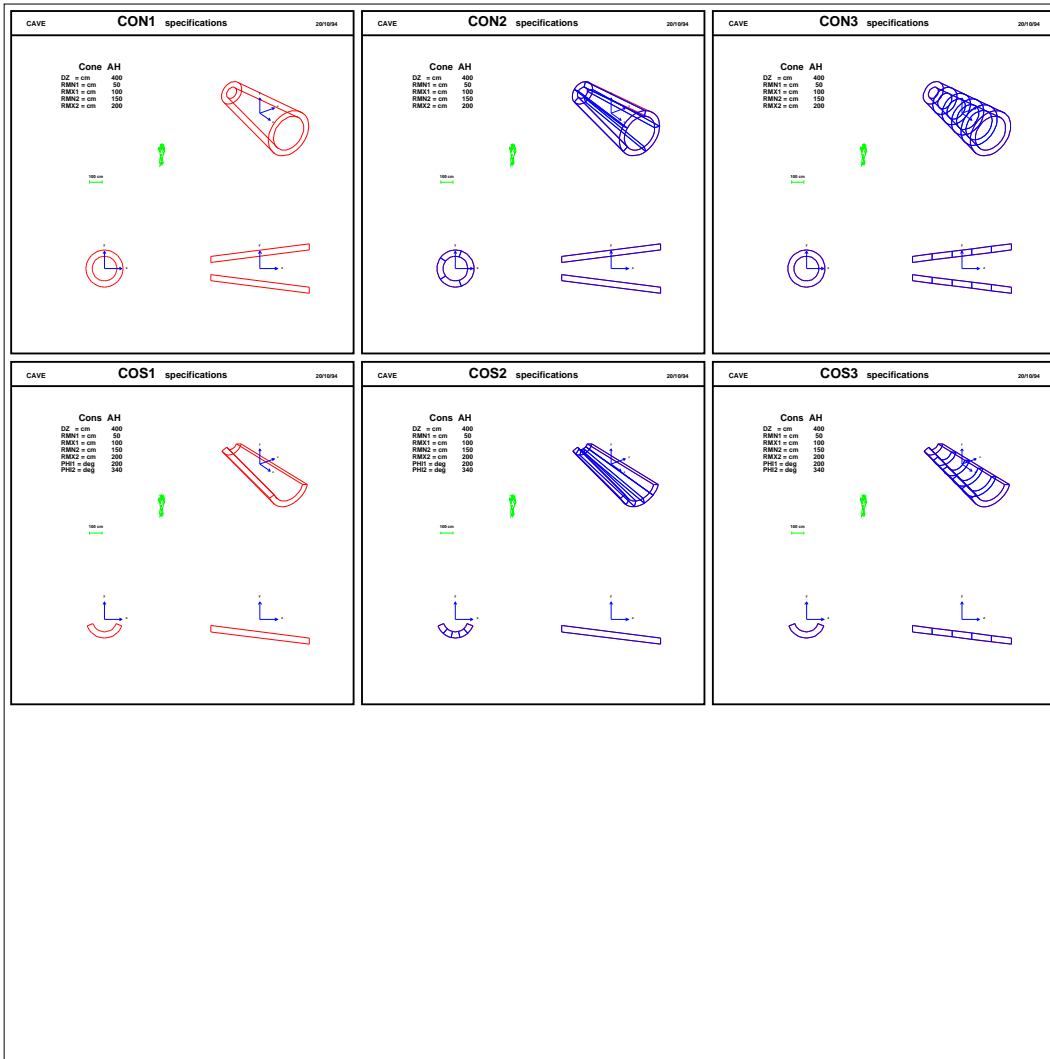 CAVE CON1 specifications 20/10/94
Cone AH
DZ = cm 400
RMN1 = cm 50
RMX1 = cm 100
RMN2 = cm 150
RMX2 = cm 200
100 cm
CAVE CON2 specifications 20/10/94
Cone AH
DZ = cm 400
RMN1 = cm 50
RMX1 = cm 100
RMN2 = cm 150
RMX2 = cm 200
100 cm
CAVE CON3 specifications 20/10/94
Cone AH
DZ = cm 400
RMN1 = cm 50
RMX1 = cm 100
RMN2 = cm 150
RMX2 = cm 200
100 cm
CAVE COS1 specifications 20/10/94
Cons AH
DZ = cm 400
RMN1 = cm 50
RMX1 = cm 100
RMN2 = cm 150
RMX2 = cm 200
PHI1 = deg 200
PHI2 = deg 340
100 cm
CAVE COS2 specifications 20/10/94
Cons AH
DZ = cm 400
RMN1 = cm 50
RMX1 = cm 100
RMN2 = cm 150
RMX2 = cm 200
PHI1 = deg 200
PHI2 = deg 340
100 cm
CAVE COS3 specifications 20/10/94
Cons AH
DZ = cm 400
RMN1 = cm 50
RMX1 = cm 100
RMN2 = cm 150
RMX2 = cm 200
PHI1 = deg 200
PHI2 = deg 340
100 cm